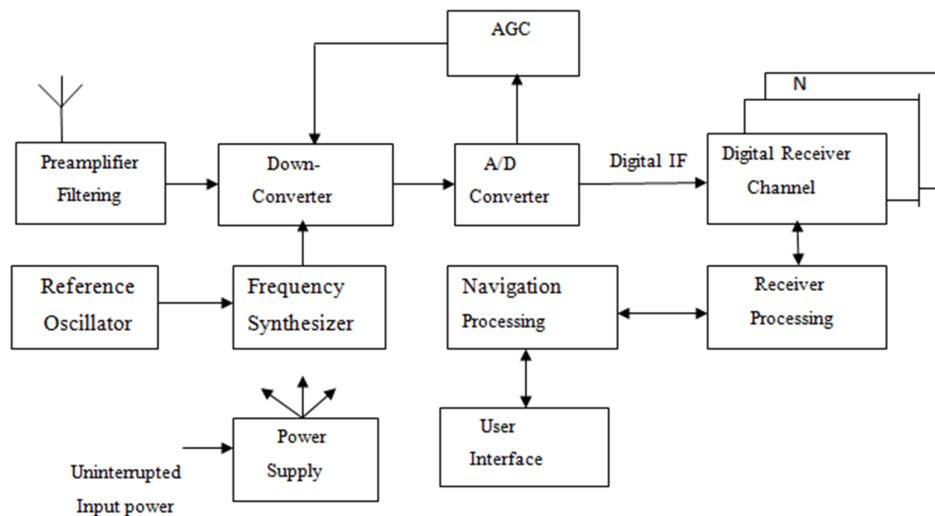 AGC
N
Preamplifier
Filtering
Down-
Converter
A/D
Converter
Digital IF
Digital Receiver
Channel
Reference
Oscillator
Frequency
Synthesizer
Navigation
Processing
Receiver
Processing
Power
Supply
User
Interface
Uninterrupted
Input power